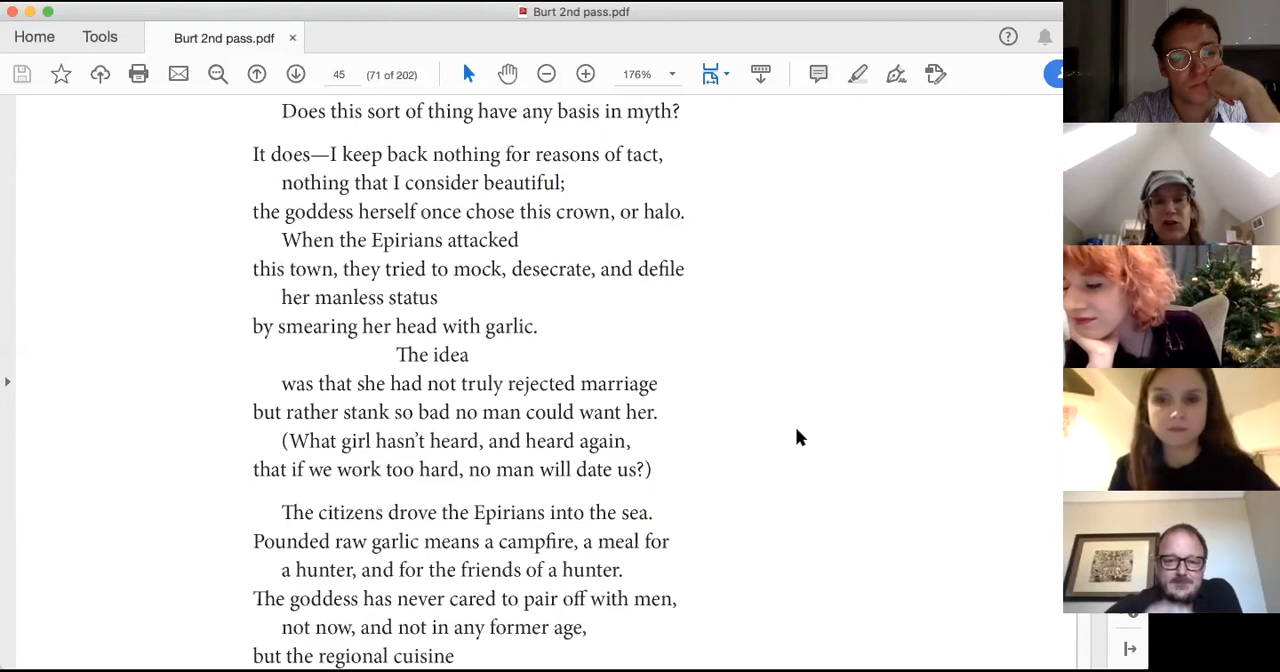 Burt 2nd pass.pdf
Home
Tools
Burt 2nd pass.pdf ×
45 (71 of 202)
176%
Does this sort of thing have any basis in myth?
It does—I keep back nothing for reasons of tact,
nothing that I consider beautiful;
the goddess herself once chose this crown, or halo.
When the Epirians attacked
this town, they tried to mock, desecrate, and defile
her manless status
by smearing her head with garlic.
The idea
was that she had not truly rejected marriage
but rather stank so bad no man could want her.
(What girl hasn’t heard, and heard again,
that if we work too hard, no man will date us?)
The citizens drove the Epirians into the sea.
Pounded raw garlic means a campfire, a meal for
a hunter, and for the friends of a hunter.
The goddess has never cared to pair off with men,
not now, and not in any former age,
but the regional cuisine